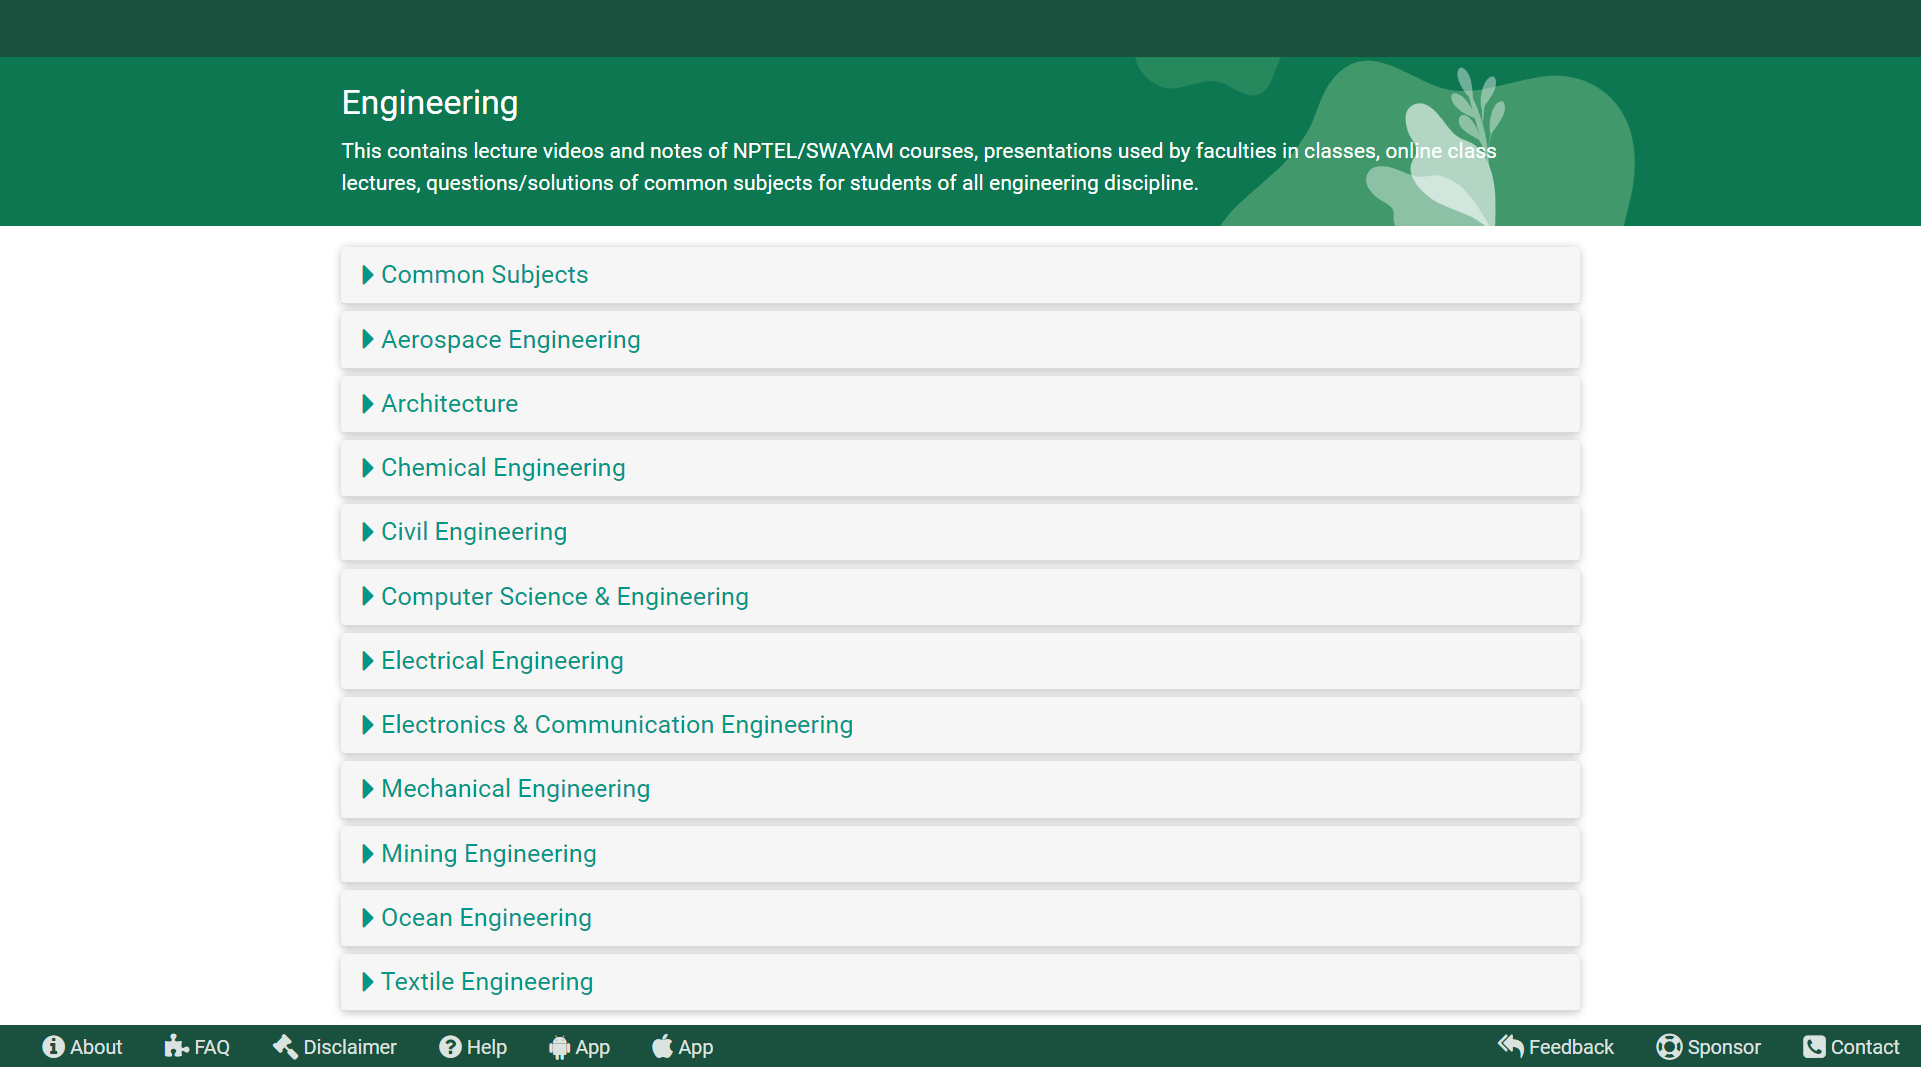 Engineering
This contains lecture videos and notes of NPTEL/SWAYAM courses, presentations used by faculties in classes, online class
lectures, questions/solutions of common subjects for students of all engineering discipline.
Common Subjects
Aerospace Engineering
Architecture
Chemical Engineering
Civil Engineering
Computer Science & Engineering
Electrical Engineering
Electronics & Communication Engineering
Mechanical Engineering
Mining Engineering
Ocean Engineering
Textile Engineering
About FAQ Disclaimer Help App App Feedback Sponsor Contact